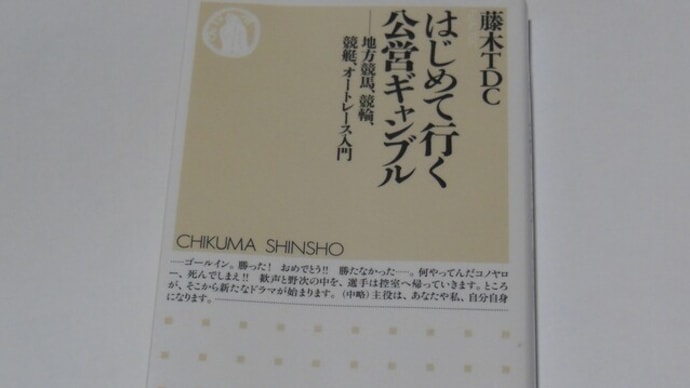 藤木TDC
はじめて行く
公営ギャンブル
──地方競馬、競輪、
競艇、オートレース入門
CHIKUMA SHINSHO
……ゴールイン。勝った！ おめでとう!! 勝たなかった……。何やってんだコノヤロ
ー、死んでしまえ!! 歓声と野次の中を、選手は控室へ帰っていきます。ところ
が、そこから新たなドラマが始まります。（中略）主役は、あなたや私、自分自身
になります。……